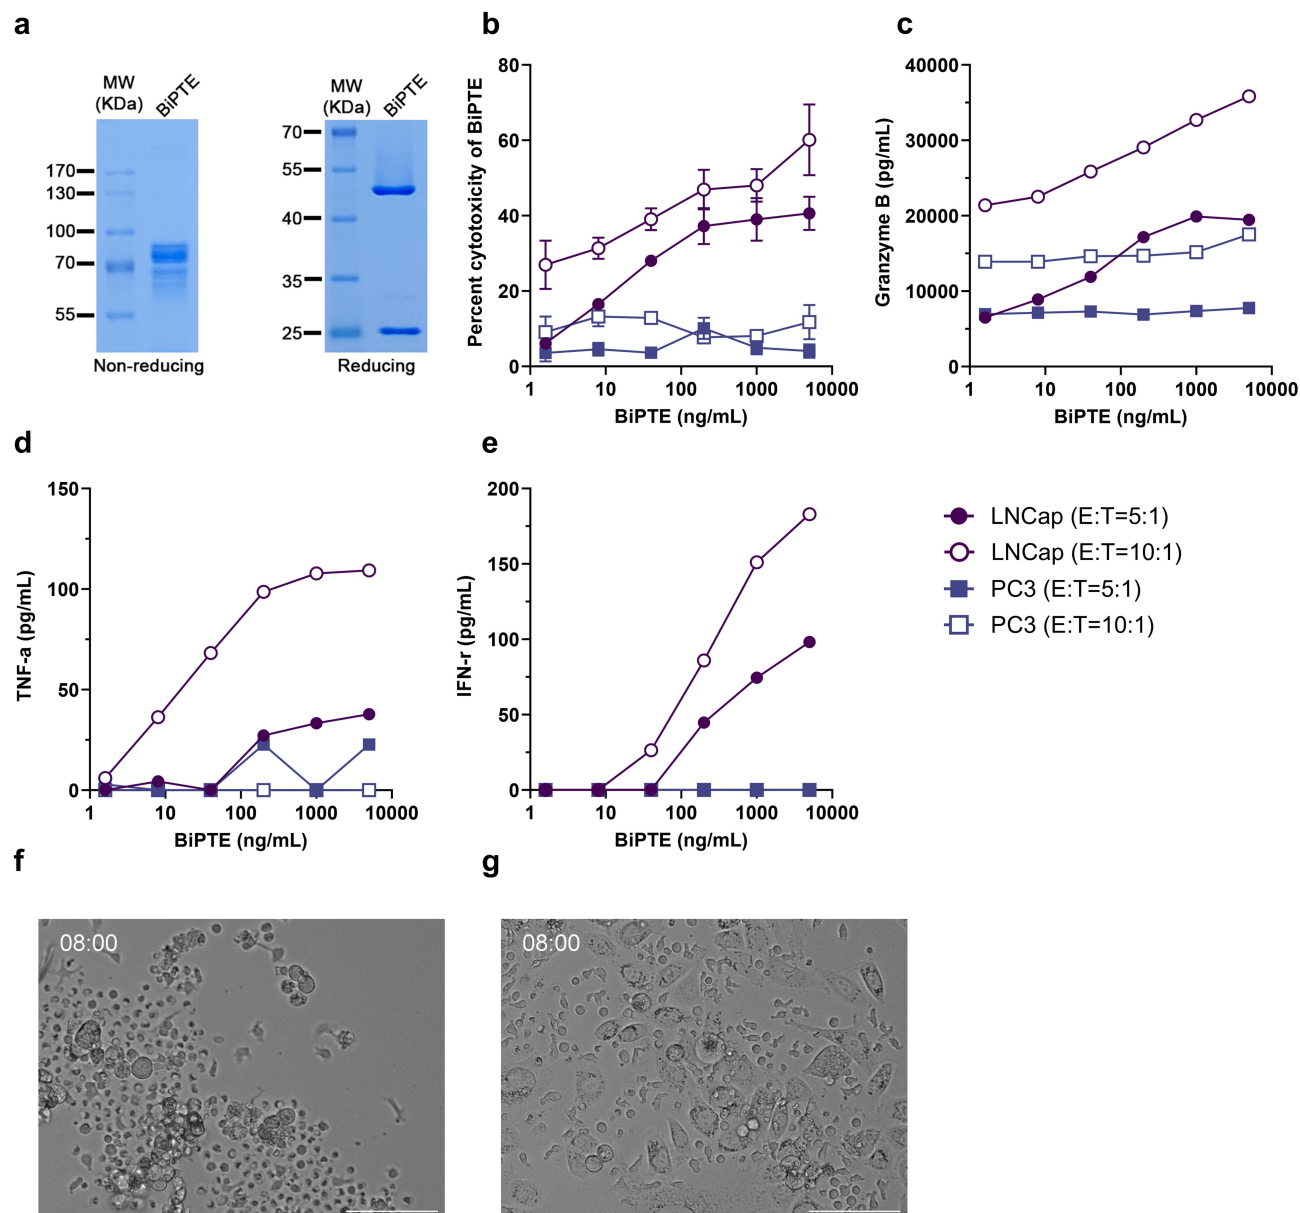 a
MW
(KDa)
BiPTE
170
130
100
70
55
Non-reducing
MW
(KDa)
BiPTE
70
55
40
35
25
Reducing
b
Percent cytotoxicity of BiPTE
80
60
40
20
0
1 10 100 1000 10000
BiPTE (ng/mL)
c
Granzyme B (pg/mL)
40000
30000
20000
10000
0
1 10 100 1000 10000
BiPTE (ng/mL)
d
TNF-a (pg/mL)
150
100
50
0
1 10 100 1000 10000
BiPTE (ng/mL)
e
IFN-r (pg/mL)
200
150
100
50
0
1 10 100 1000 10000
BiPTE (ng/mL)
LNCap (E:T=5:1)
LNCap (E:T=10:1)
PC3 (E:T=5:1)
PC3 (E:T=10:1)
f
08:00
g
08:00